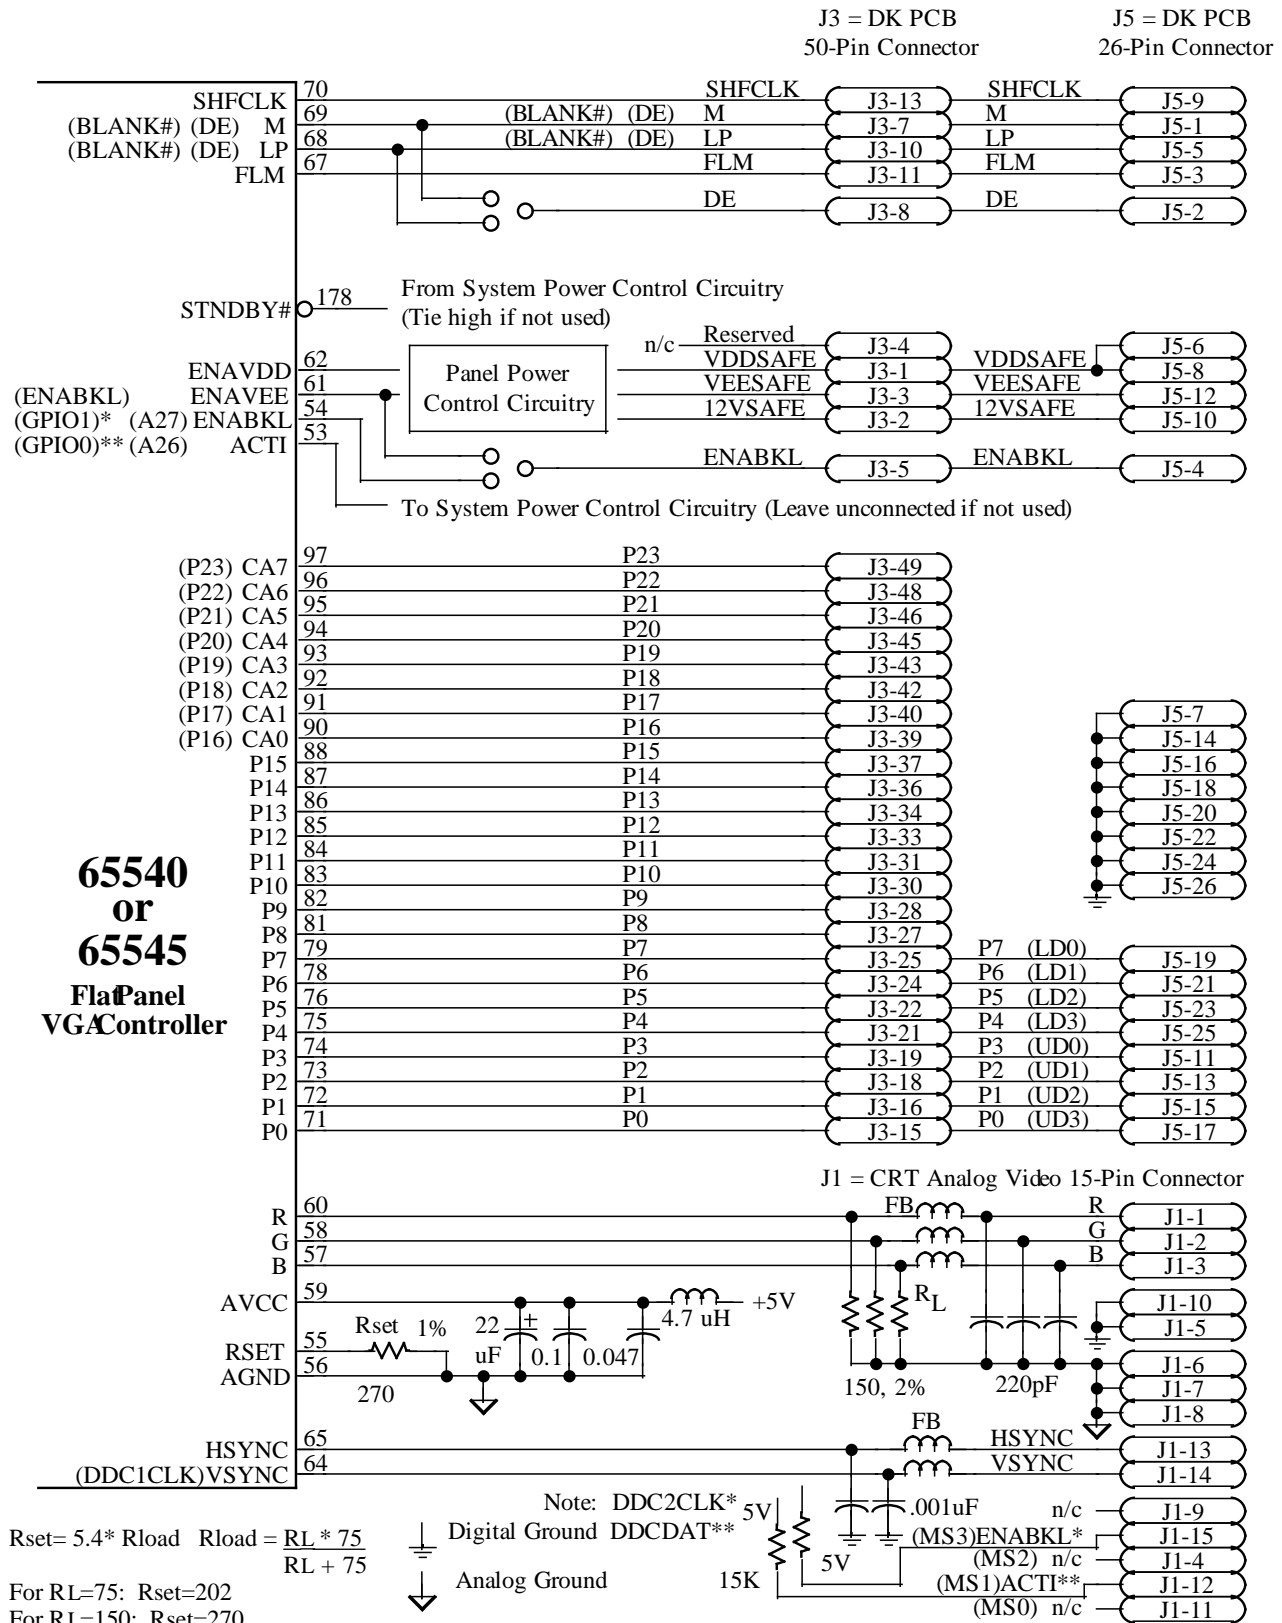 J3 = DK PCB J5 = DK PCB
50-Pin Connector 26-Pin Connector
SHFCLK 70 SHFCLK J3-13 SHFCLK J5-9
(BLANK#) (DE) M 69 (BLANK#) (DE) M J3-7 M J5-1
(BLANK#) (DE) LP 68 (BLANK#) (DE) LP J3-10 LP J5-5
FLM 67 FLM J3-11 FLM J5-3
DE J3-8 DE J5-2
STNDBY# 178 From System Power Control Circuitry
(Tie high if not used)
n/c Reserved J3-4 J5-6
ENAVDD 62 VDDSAFE J3-1 VDDSAFE J5-8
(ENABKL) ENAVEE 61 VEESAFE J3-3 VEESAFE J5-12
Panel Power
Control Circuitry
(GPIO1)* (A27) ENABKL 54 12VSAFE J3-2 12VSAFE J5-10
(GPIO0)** (A26) ACTI 53
ENABKL J3-5 ENABKL J5-4
To System Power Control Circuitry (Leave unconnected if not used)
(P23) CA7 97 P23 J3-49
(P22) CA6 96 P22 J3-48
(P21) CA5 95 P21 J3-46
(P20) CA4 94 P20 J3-45
(P19) CA3 93 P19 J3-43
(P18) CA2 92 P18 J3-42
(P17) CA1 91 P17 J3-40 J5-7
(P16) CA0 90 P16 J3-39 J5-14
P15 88 P15 J3-37 J5-16
P14 87 P14 J3-36 J5-18
P13 86 P13 J3-34 J5-20
P12 85 P12 J3-33 J5-22
P11 84 P11 J3-31 J5-24
P10 83 P10 J3-30 J5-26
P9 82 P9 J3-28
P8 81 P8 J3-27
P7 79 P7 J3-25 P7 (LD0) J5-19
P6 78 P6 J3-24 P6 (LD1) J5-21
P5 76 P5 J3-22 P5 (LD2) J5-23
P4 75 P4 J3-21 P4 (LD3) J5-25
P3 74 P3 J3-19 P3 (UD0) J5-11
P2 73 P2 J3-18 P2 (UD1) J5-13
P1 72 P1 J3-16 P1 (UD2) J5-15
P0 71 P0 J3-15 P0 (UD3) J5-17
65540
or
65545
Flat Panel
VGA Controller
J1 = CRT Analog Video 15-Pin Connector
R 60 FB R J1-1
G 58 G J1-2
B 57 B J1-3
RL
AVCC 59 4.7 uH +5V J1-10
J1-5
RSET 55 Rset 1% 22 + uF 0.1 0.047
AGND 56 270 150, 2% 220pF J1-6
J1-7
J1-8
FB
HSYNC 65 HSYNC J1-13
(DDC1CLK)VSYNC 64 VSYNC J1-14
Note: DDC2CLK* 5V .001uF n/c J1-9
Digital Ground DDCDAT** 5V (MS3)ENABKL* J1-15
(MS2) n/c J1-4
Analog Ground 15K (MS1)ACTI** J1-12
(MS0) n/c J1-11
Rset= 5.4* Rload Rload = RL * 75
RL + 75
For RL=75: Rset=202
For RL=150: Rset=270